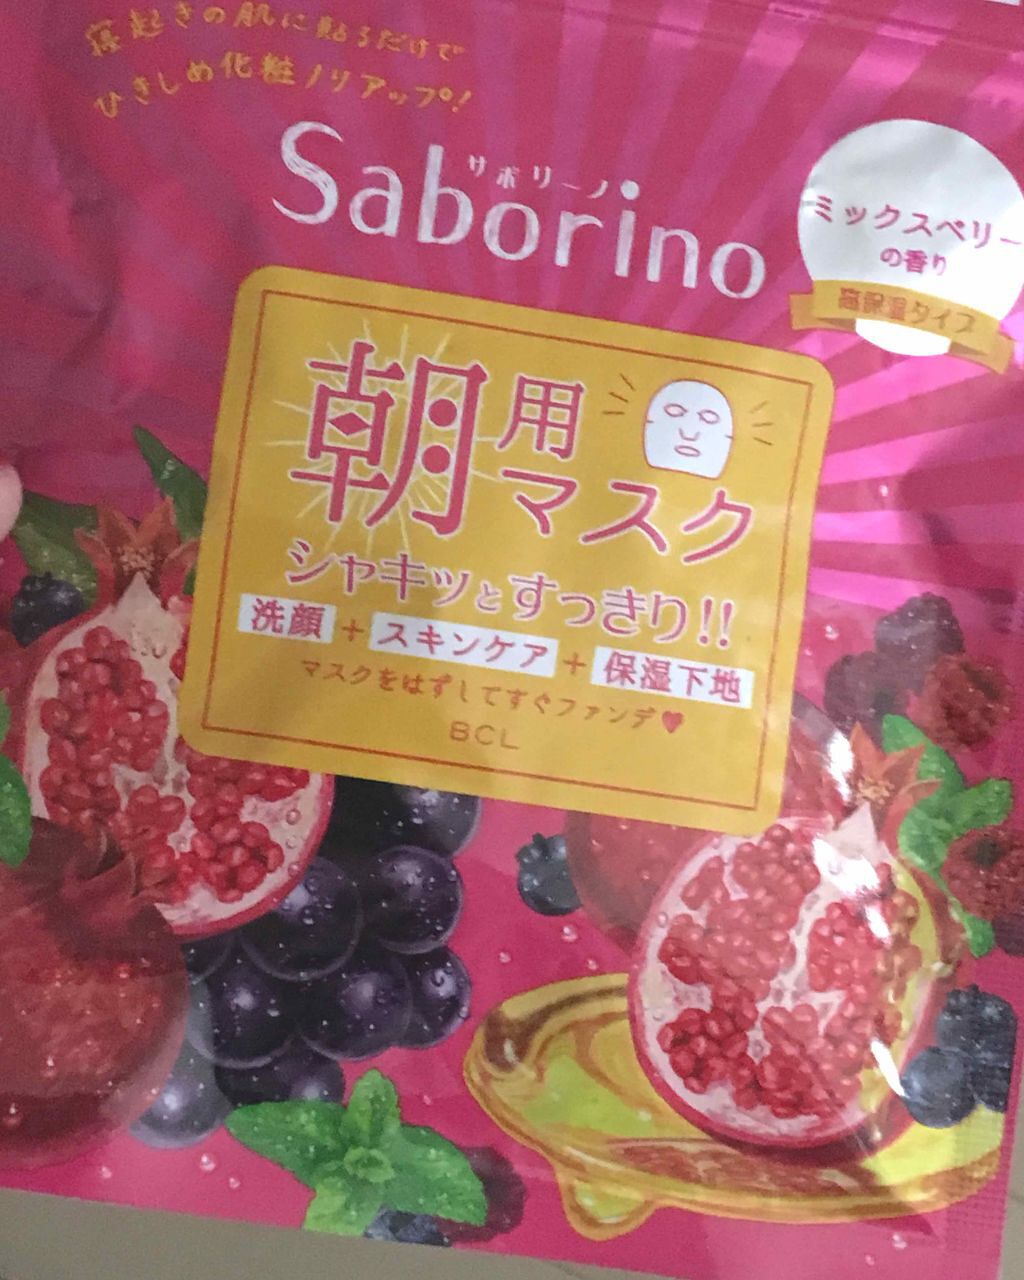 寝起きの肌に貼るだけで
ひきしめ化粧ノリアップ!
サボリーノ
Saborino
ミックスベリー
の香り
高保湿タイプ
朝用
マスク
シャキッとすっきり!!
洗顔+スキンケア+保湿下地
マスクをはずしてすぐファンデ♥
BCL